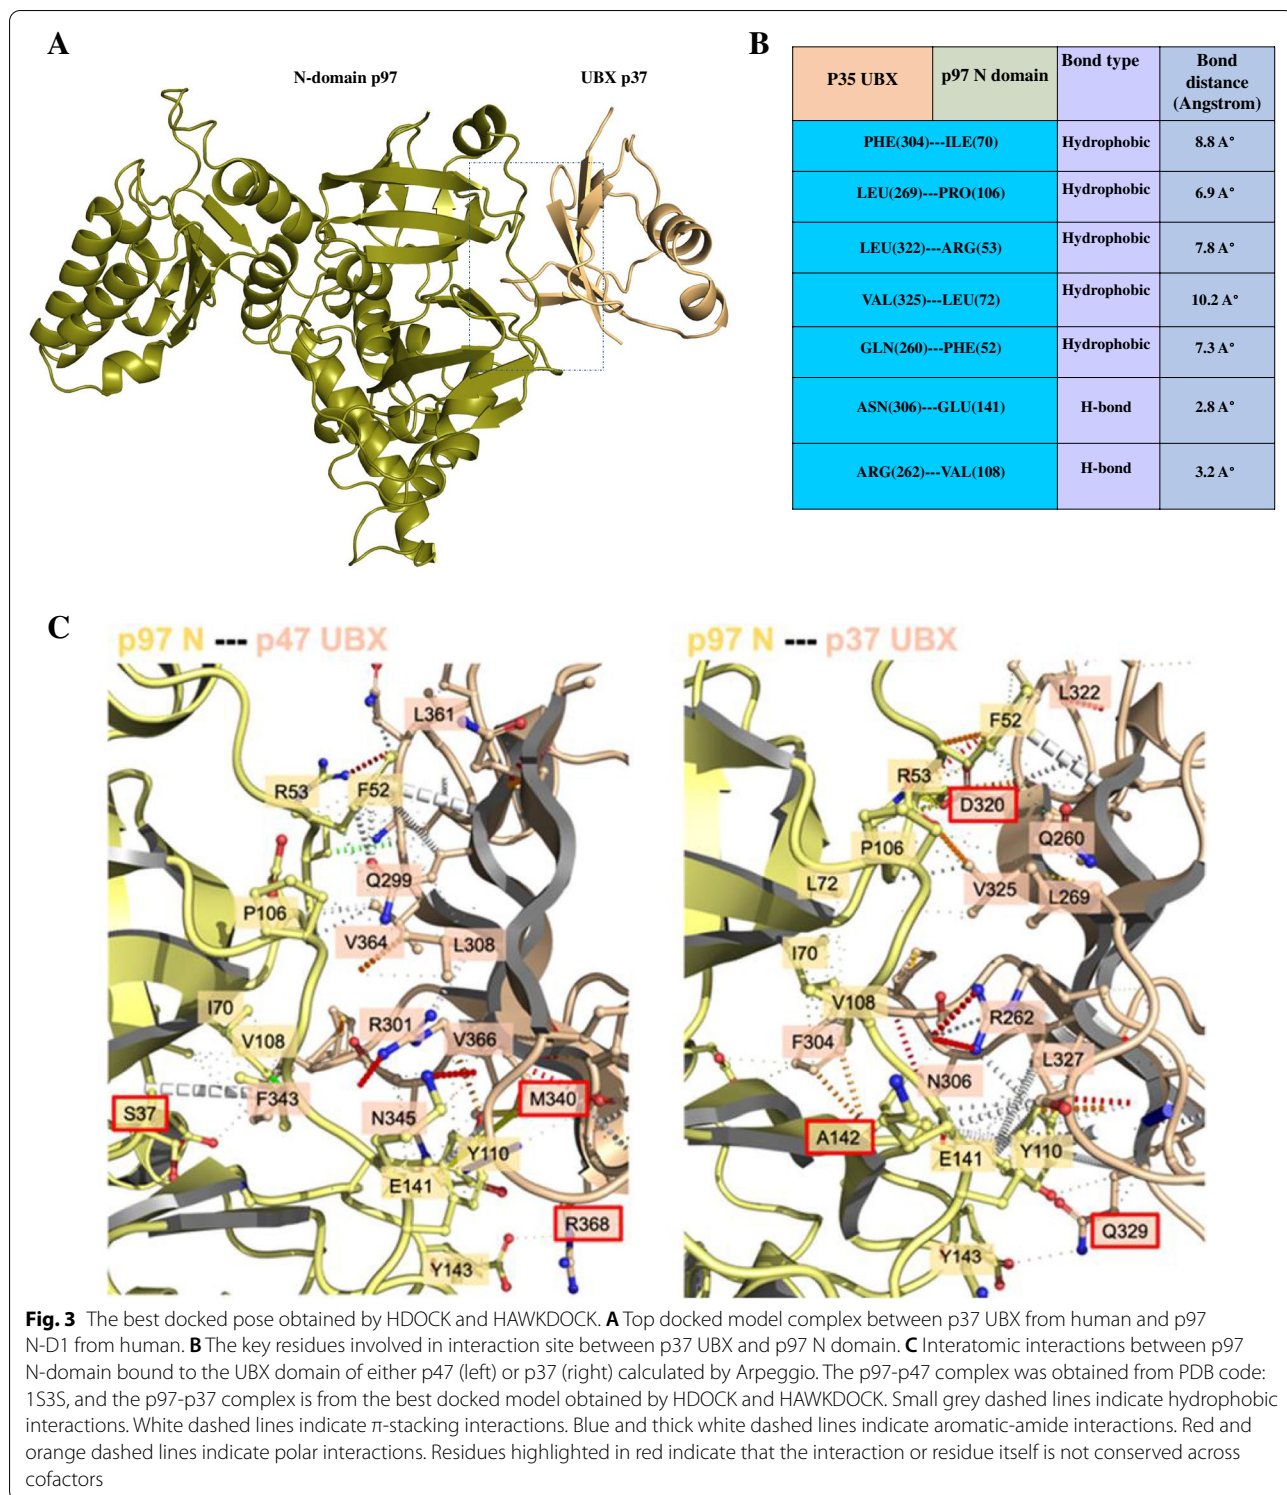 A
N-domain p97
UBX p37
B
P35 UBX
p97 N domain
Bond type
Bond
distance
(Angstrom)
PHE(304)---ILE(70)
Hydrophobic
8.8 A°
LEU(269)---PRO(106)
Hydrophobic
6.9 A°
LEU(322)---ARG(53)
Hydrophobic
7.8 A°
VAL(325)---LEU(72)
Hydrophobic
10.2 A°
GLN(260)---PHE(52)
Hydrophobic
7.3 A°
ASN(306)---GLU(141)
H-bond
2.8 A°
ARG(262)---VAL(108)
H-bond
3.2 A°
C
p97 N --- p47 UBX
L361
R53
F52
Q299
P106
V364
L308
I70
R301
V108
V366
S37
F343
M340
N345
Y110
E141
R368
Y143
p97 N --- p37 UBX
L322
F52
R53
D320
P106
Q260
L72
V325
L269
I70
V108
R262
F304
L327
N306
A142
E141
Y110
Q329
Y143
Fig. 3 The best docked pose obtained by HDOCK and HAWKDOCK. A Top docked model complex between p37 UBX from human and p97
N-D1 from human. B The key residues involved in interaction site between p37 UBX and p97 N domain. C Interatomic interactions between p97
N-domain bound to the UBX domain of either p47 (left) or p37 (right) calculated by Arpeggio. The p97-p47 complex was obtained from PDB code:
1S3S, and the p97-p37 complex is from the best docked model obtained by HDOCK and HAWKDOCK. Small grey dashed lines indicate hydrophobic
interactions. White dashed lines indicate π-stacking interactions. Blue and thick white dashed lines indicate aromatic-amide interactions. Red and
orange dashed lines indicate polar interactions. Residues highlighted in red indicate that the interaction or residue itself is not conserved across
cofactors